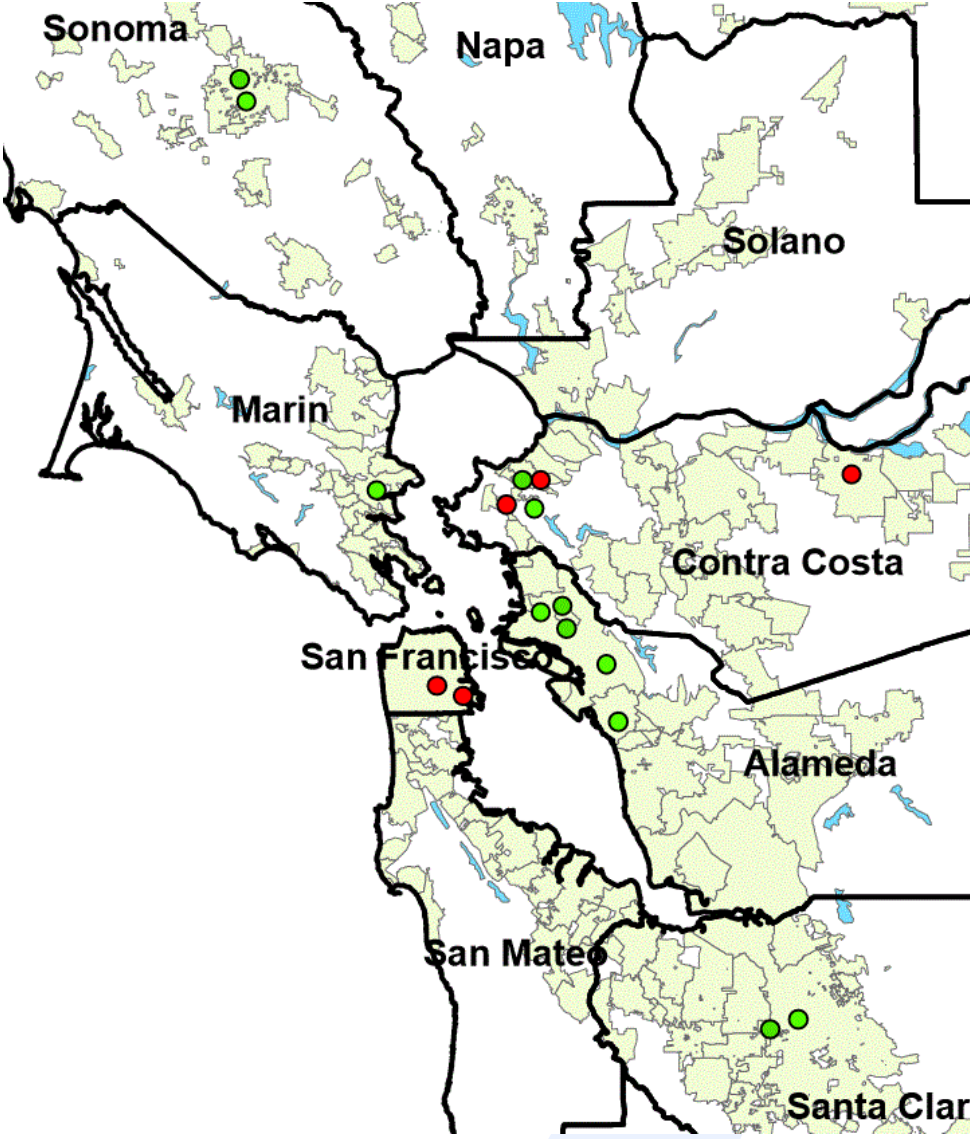 Sonoma
Napa
Solano
Marin
Contra Costa
San Francisco
Alameda
San Mateo
Santa Clar